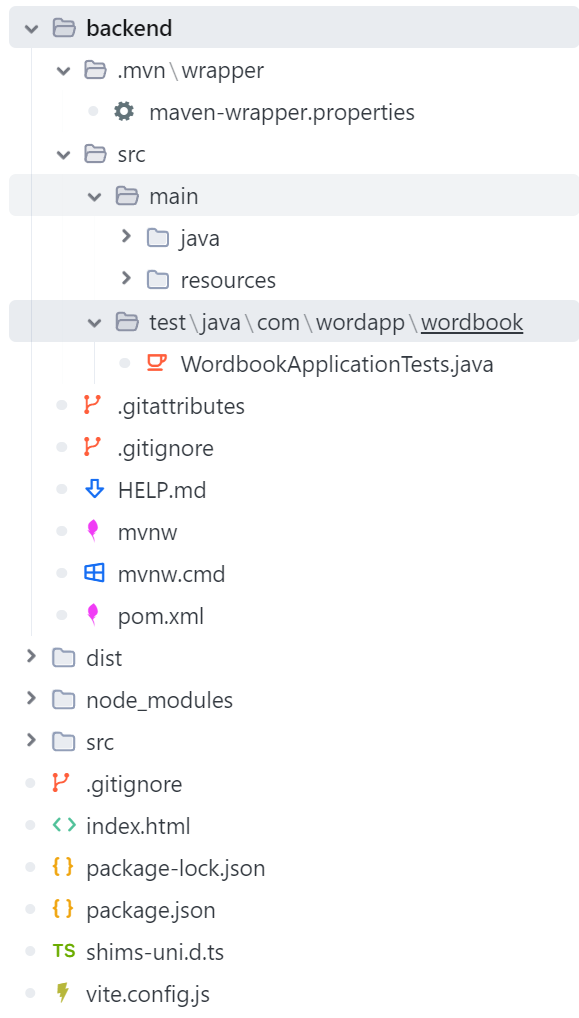 backend
.mvn\wrapper
maven-wrapper.properties
src
main
java
resources
test\java\com\wordapp\wordbook
WordbookApplicationTests.java
.gitattributes
.gitignore
HELP.md
mvnw
mvnw.cmd
pom.xml
dist
node_modules
src
.gitignore
index.html
{ } package-lock.json
{ } package.json
TS shims-uni.d.ts
vite.config.js